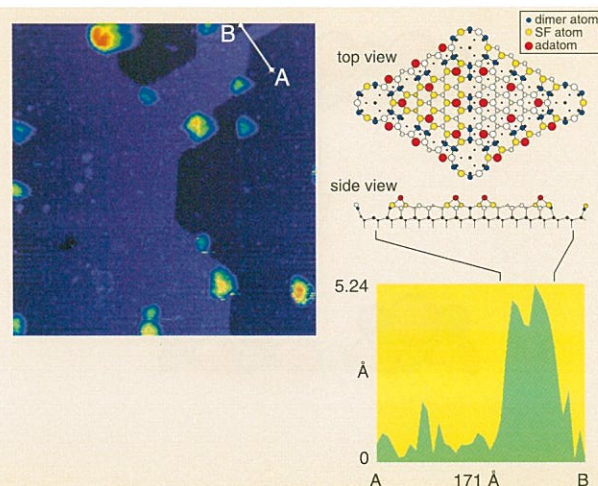 B
A
dimer atom
SF atom
adatom
top view
side view
5.24
Å
0
A 171 Å B